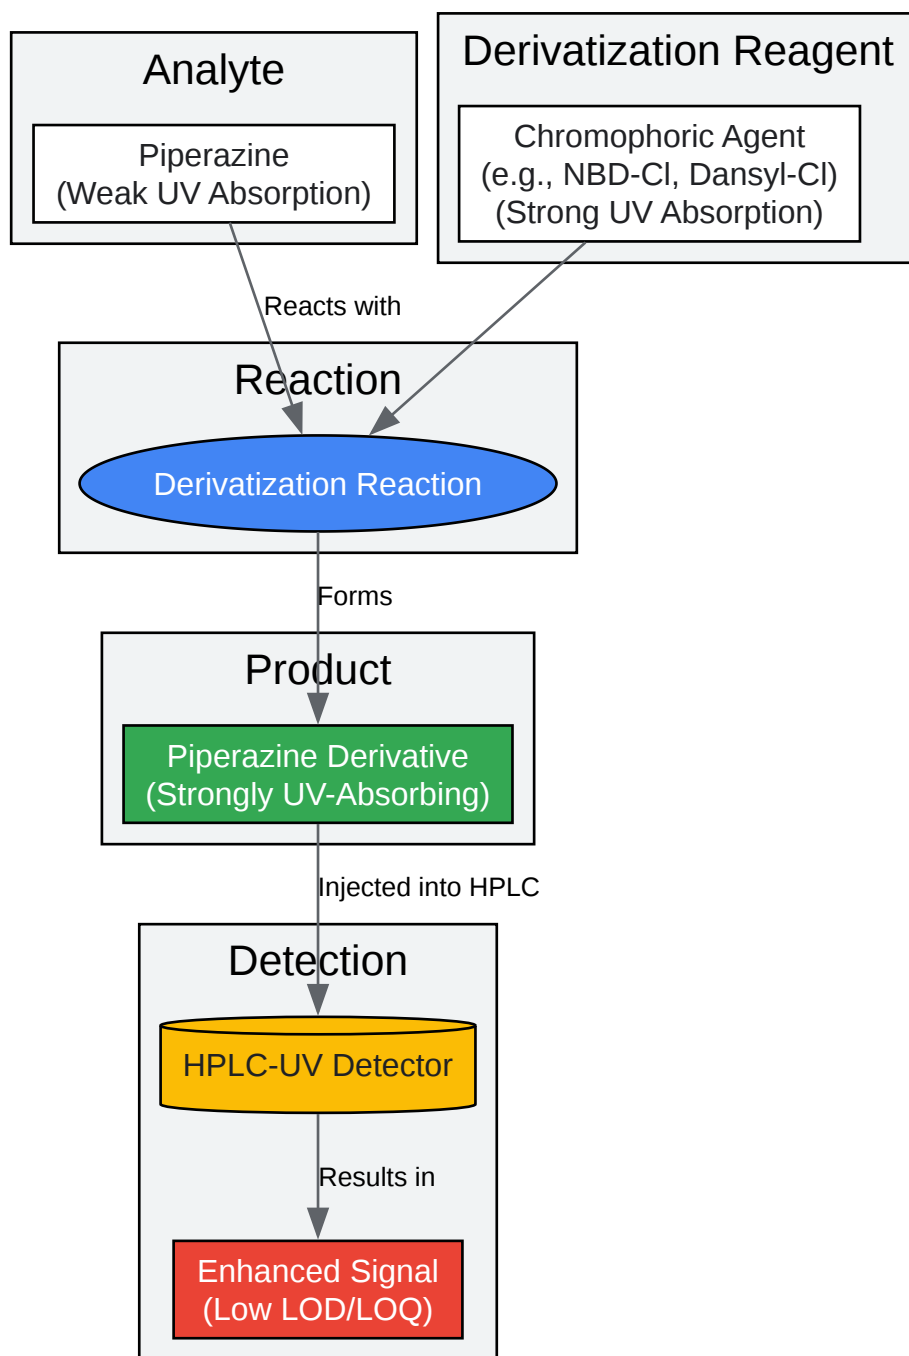 Analyte
Piperazine
(Weak UV Absorption)
Derivatization Reagent
Chromophoric Agent
(e.g., NBD-Cl, Dansyl-Cl)
(Strong UV Absorption)
Reacts with
Reaction
Derivatization Reaction
Forms
Product
Piperazine Derivative
(Strongly UV-Absorbing)
Injected into HPLC
Detection
HPLC-UV Detector
Results in
Enhanced Signal
(Low LOD/LOQ)